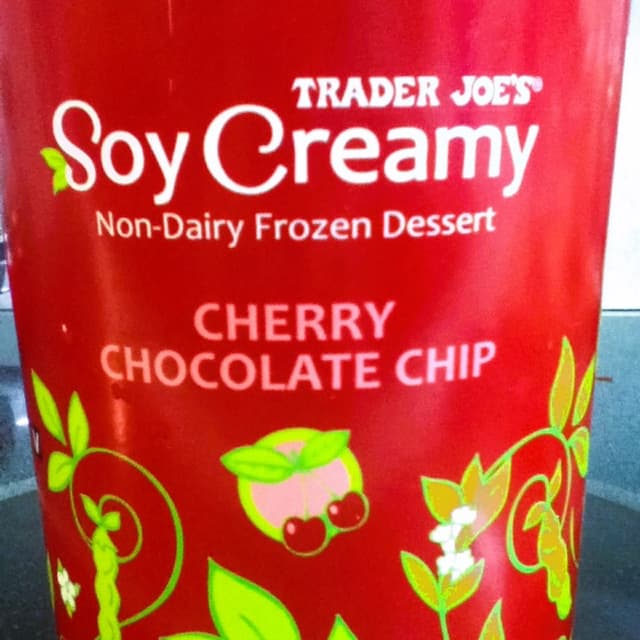 TRADER JOE'S
Soy Creamy
Non-Dairy Frozen Dessert
CHERRY
CHOCOLATE CHIP